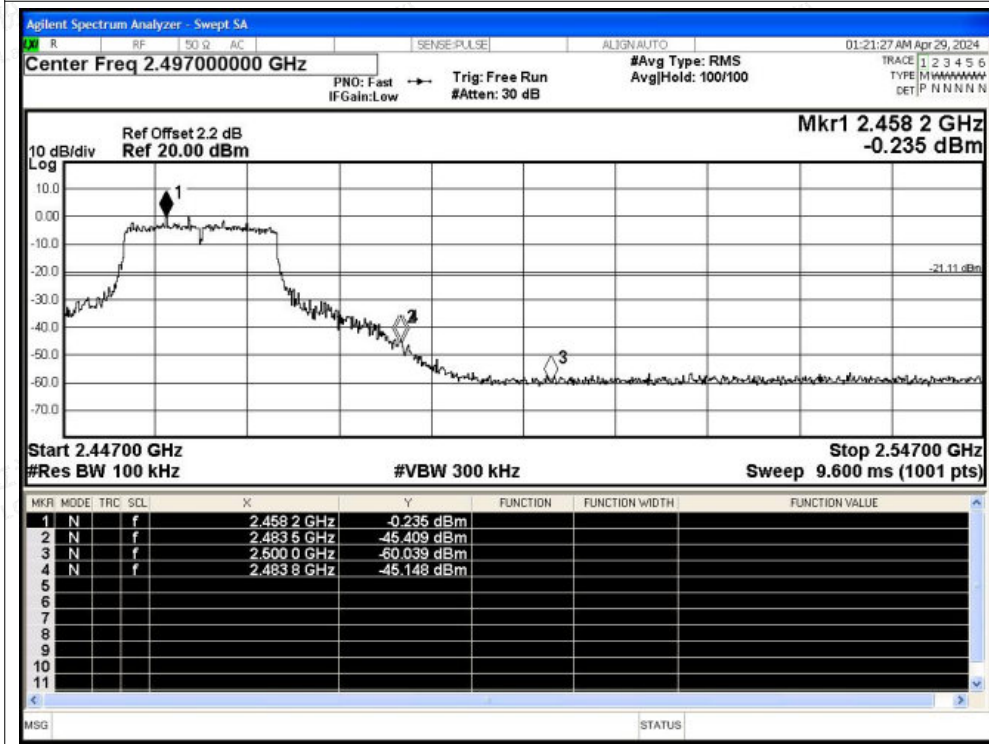 Agilent Spectrum Analyzer - Swept SA
LXI R RF 50 Ω AC SENSE:PULSE ALIGN AUTO 01:21:27 AM Apr 29, 2024
Center Freq 2.497000000 GHz
PNO: Fast
IFGain:Low
Trig: Free Run
#Atten: 30 dB
#Avg Type: RMS
Avg|Hold: 100/100
TRACE 1 2 3 4 5 6
TYPE M
DET P N N N N N
Mkr1 2.458 2 GHz
-0.235 dBm
Ref Offset 2.2 dB
10 dB/div Ref 20.00 dBm
Log
10.0
0.00
-10.0
-20.0
-30.0
-40.0
-50.0
-60.0
-70.0
1
-21.11 dBm
2
3
Start 2.44700 GHz Stop 2.54700 GHz
#Res BW 100 kHz #VBW 300 kHz Sweep 9.600 ms (1001 pts)
MKR MODE TRC SCL X Y FUNCTION FUNCTION WIDTH FUNCTION VALUE
1 N f 2.458 2 GHz -0.235 dBm
2 N f 2.483 5 GHz -45.409 dBm
3 N f 2.500 0 GHz -60.039 dBm
4 N f 2.483 8 GHz -45.148 dBm
5
6
7
8
9
10
11
MSG STATUS